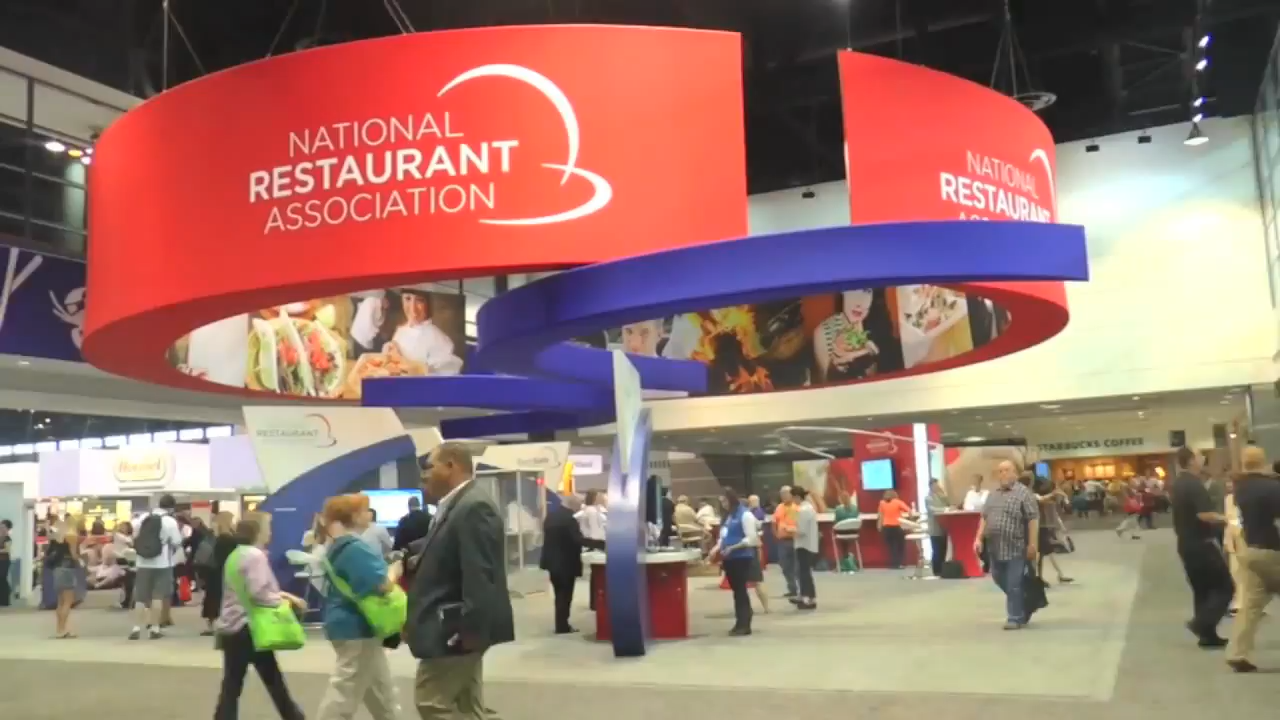 NATIONAL
RESTAURANT
ASSOCIATION
NATIONAL
RESTAURANT
RESTAURANT
Hormel
STARBUCKS COFFEE